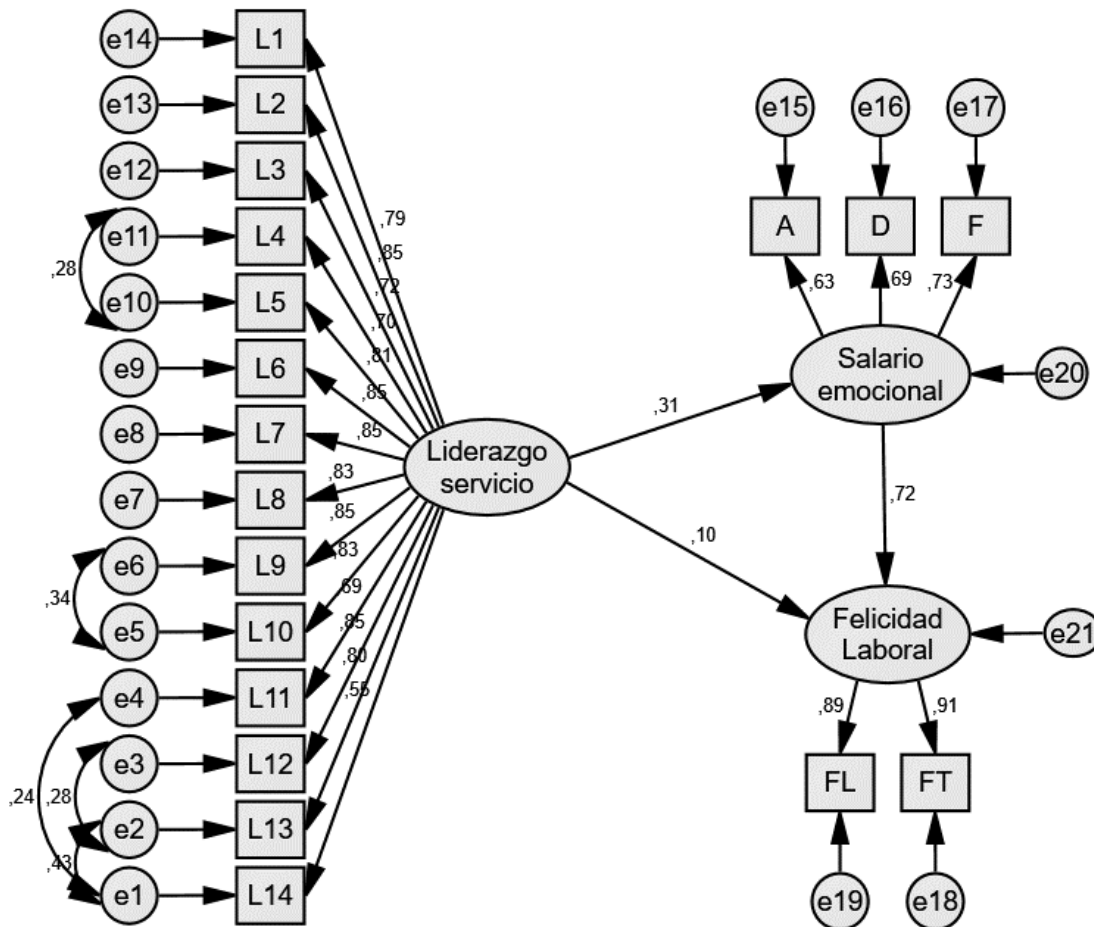 e14
L1
e13
L2
e12
L3
e11
L4
,28
e10
L5
e9
L6
e8
L7
e7
L8
e6
L9
,34
e5
L10
e4
L11
e3
L12
,24
,28
e2
L13
,43
e1
L14
,79
,85
,72
,70
,81
,85
,85
,83
,85
,83
,69
,85
,80
,55
Liderazgo
servicio
,31
,10
e15
e16
e17
A
D
F
,63
,69
,73
Salario
emocional
e20
,72
Felicidad
Laboral
e21
,89
,91
FL
FT
e19
e18